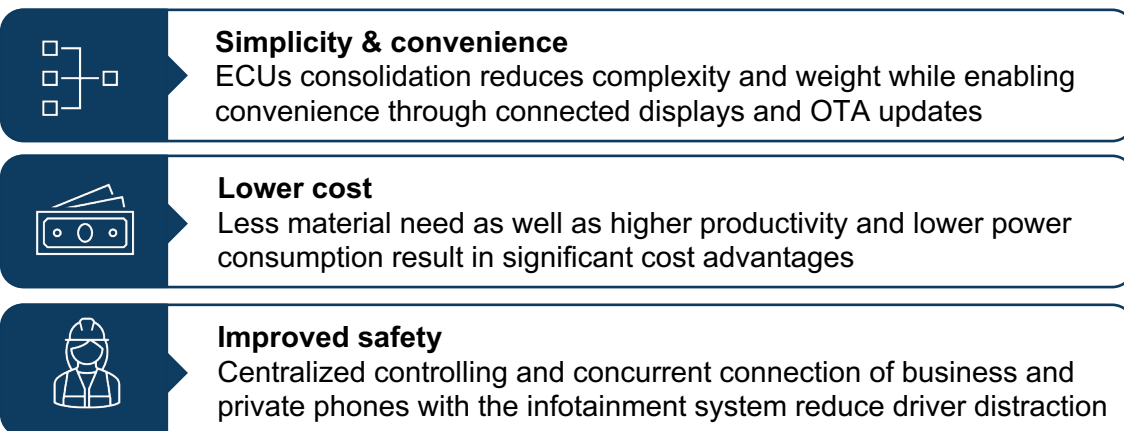 Simplicity & convenience
ECUs consolidation reduces complexity and weight while enabling
convenience through connected displays and OTA updates
Lower cost
Less material need as well as higher productivity and lower power
consumption result in significant cost advantages
Improved safety
Centralized controlling and concurrent connection of business and
private phones with the infotainment system reduce driver distraction